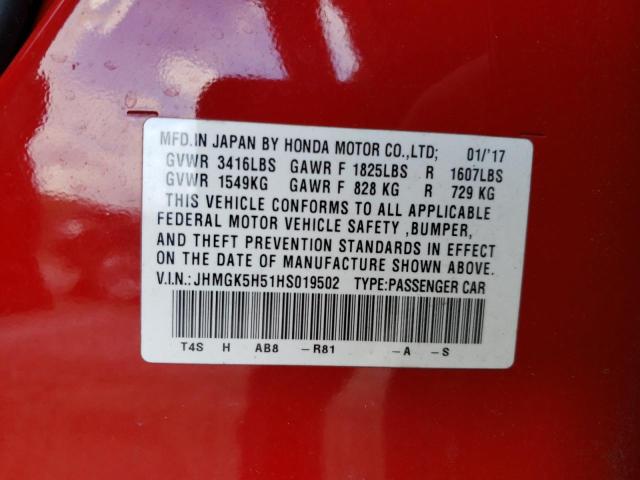 MFD.IN JAPAN BY HONDA MOTOR CO.,LTD; 01/'17
GVWR 3416LBS GAWR F 1825LBS R 1607LBS
GVWR 1549KG GAWR F 828 KG R 729 KG
THIS VEHICLE CONFORMS TO ALL APPLICABLE
FEDERAL MOTOR VEHICLE SAFETY ,BUMPER,
AND THEFT PREVENTION STANDARDS IN EFFECT
ON THE DATE OF MANUFACTURE SHOWN ABOVE.
V.I.N.: JHMGK5H51HS019502 TYPE:PASSENGER CAR
T4S H AB8 –R81 –A –S